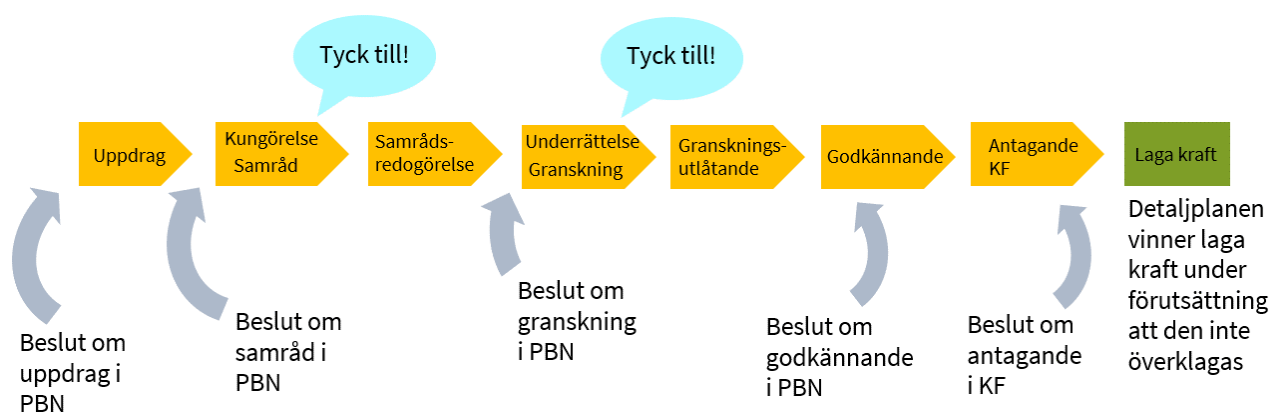 Tyck till!
Tyck till!
Uppdrag
Kungörelse
Samråd
Samråds-
redogörelse
Underrättelse
Granskning
Gransknings-
utlåtande
Godkännande
Antagande
KF
Laga kraft
Beslut om
uppdrag i
PBN
Beslut om
samråd i
PBN
Beslut om
granskning
i PBN
Beslut om
godkännande
i PBN
Beslut om
antagande
i KF
Detaljplanen
vinner laga
kraft under
förutsättning
att den inte
överklagas